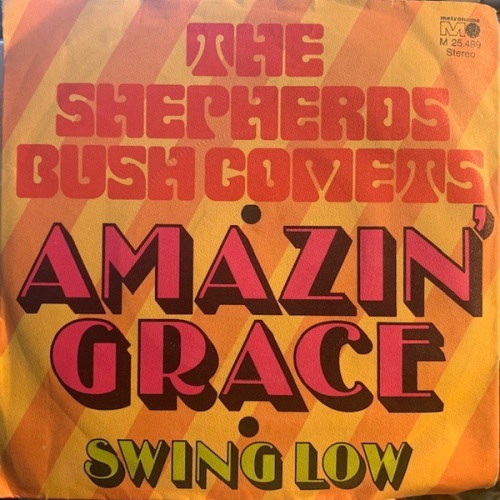 metronome
M
M 25.489
Stereo
THE
SHEPHERDS
BUSH COMETS
AMAZIN'
GRACE
SWING LOW